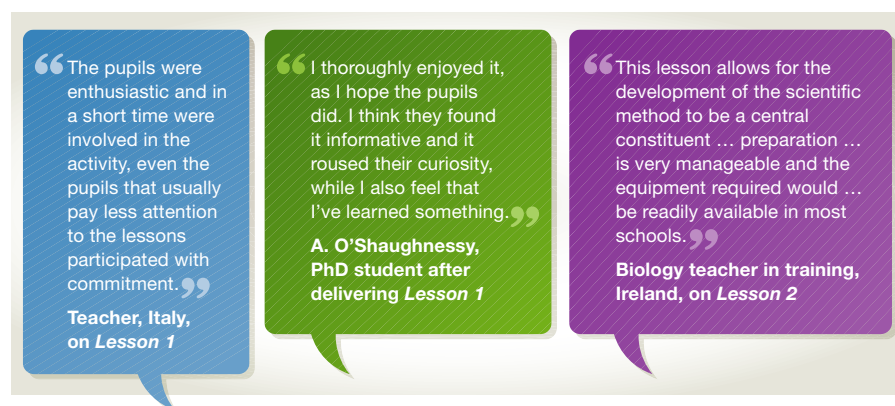 “The pupils were
enthusiastic and in
a short time were
involved in the
activity, even the
pupils that usually
pay less attention
to the lessons
participated with
commitment.”
Teacher, Italy,
on Lesson 1
“I thoroughly enjoyed it,
as I hope the pupils
did. I think they found
it informative and it
roused their curiosity,
while I also feel that
I’ve learned something.”
A. O’Shaughnessy,
PhD student after
delivering Lesson 1
“This lesson allows for the
development of the scientific
method to be a central
constituent … preparation …
is very manageable and the
equipment required would …
be readily available in most
schools.”
Biology teacher in training,
Ireland, on Lesson 2